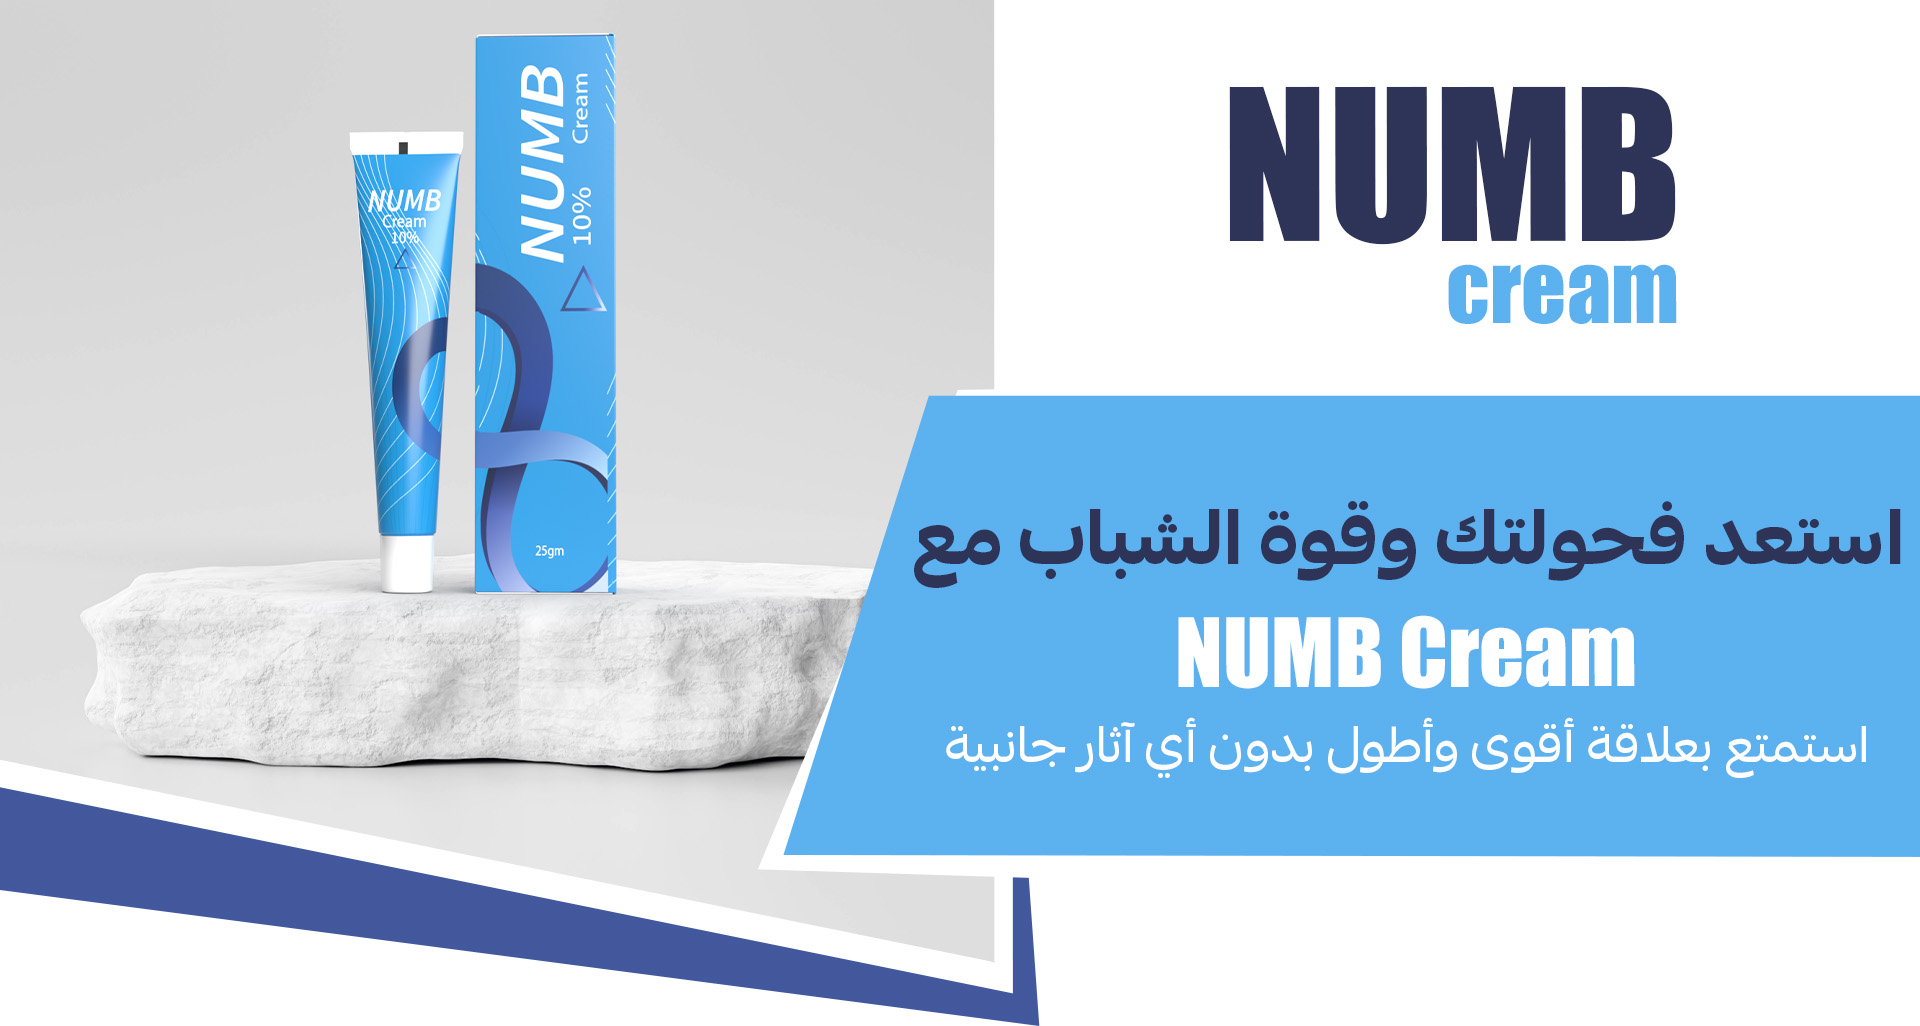 NUMB
Cream
10%
NUMB
10% Cream
25gm
NUMB
cream
استعد فحولتك وقوة الشباب مع
NUMB Cream
استمتع بعلاقة أقوى وأطول بدون أي آثار جانبية